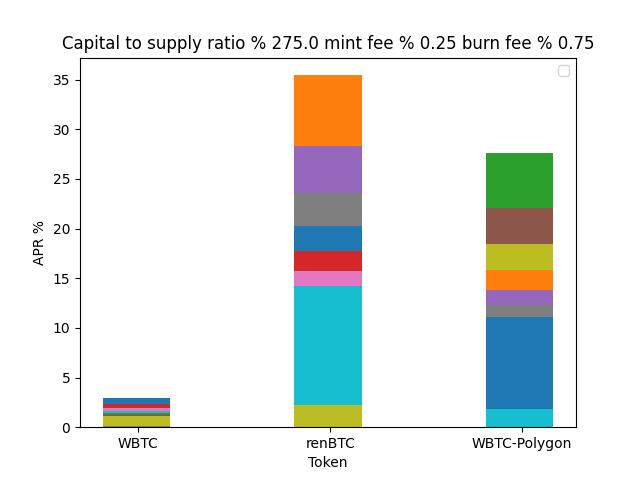 Capital to supply ratio % 275.0 mint fee % 0.25 burn fee % 0.75
35
30
25
20
15
10
5
0
APR %
WBTC
renBTC
WBTC-Polygon
Token